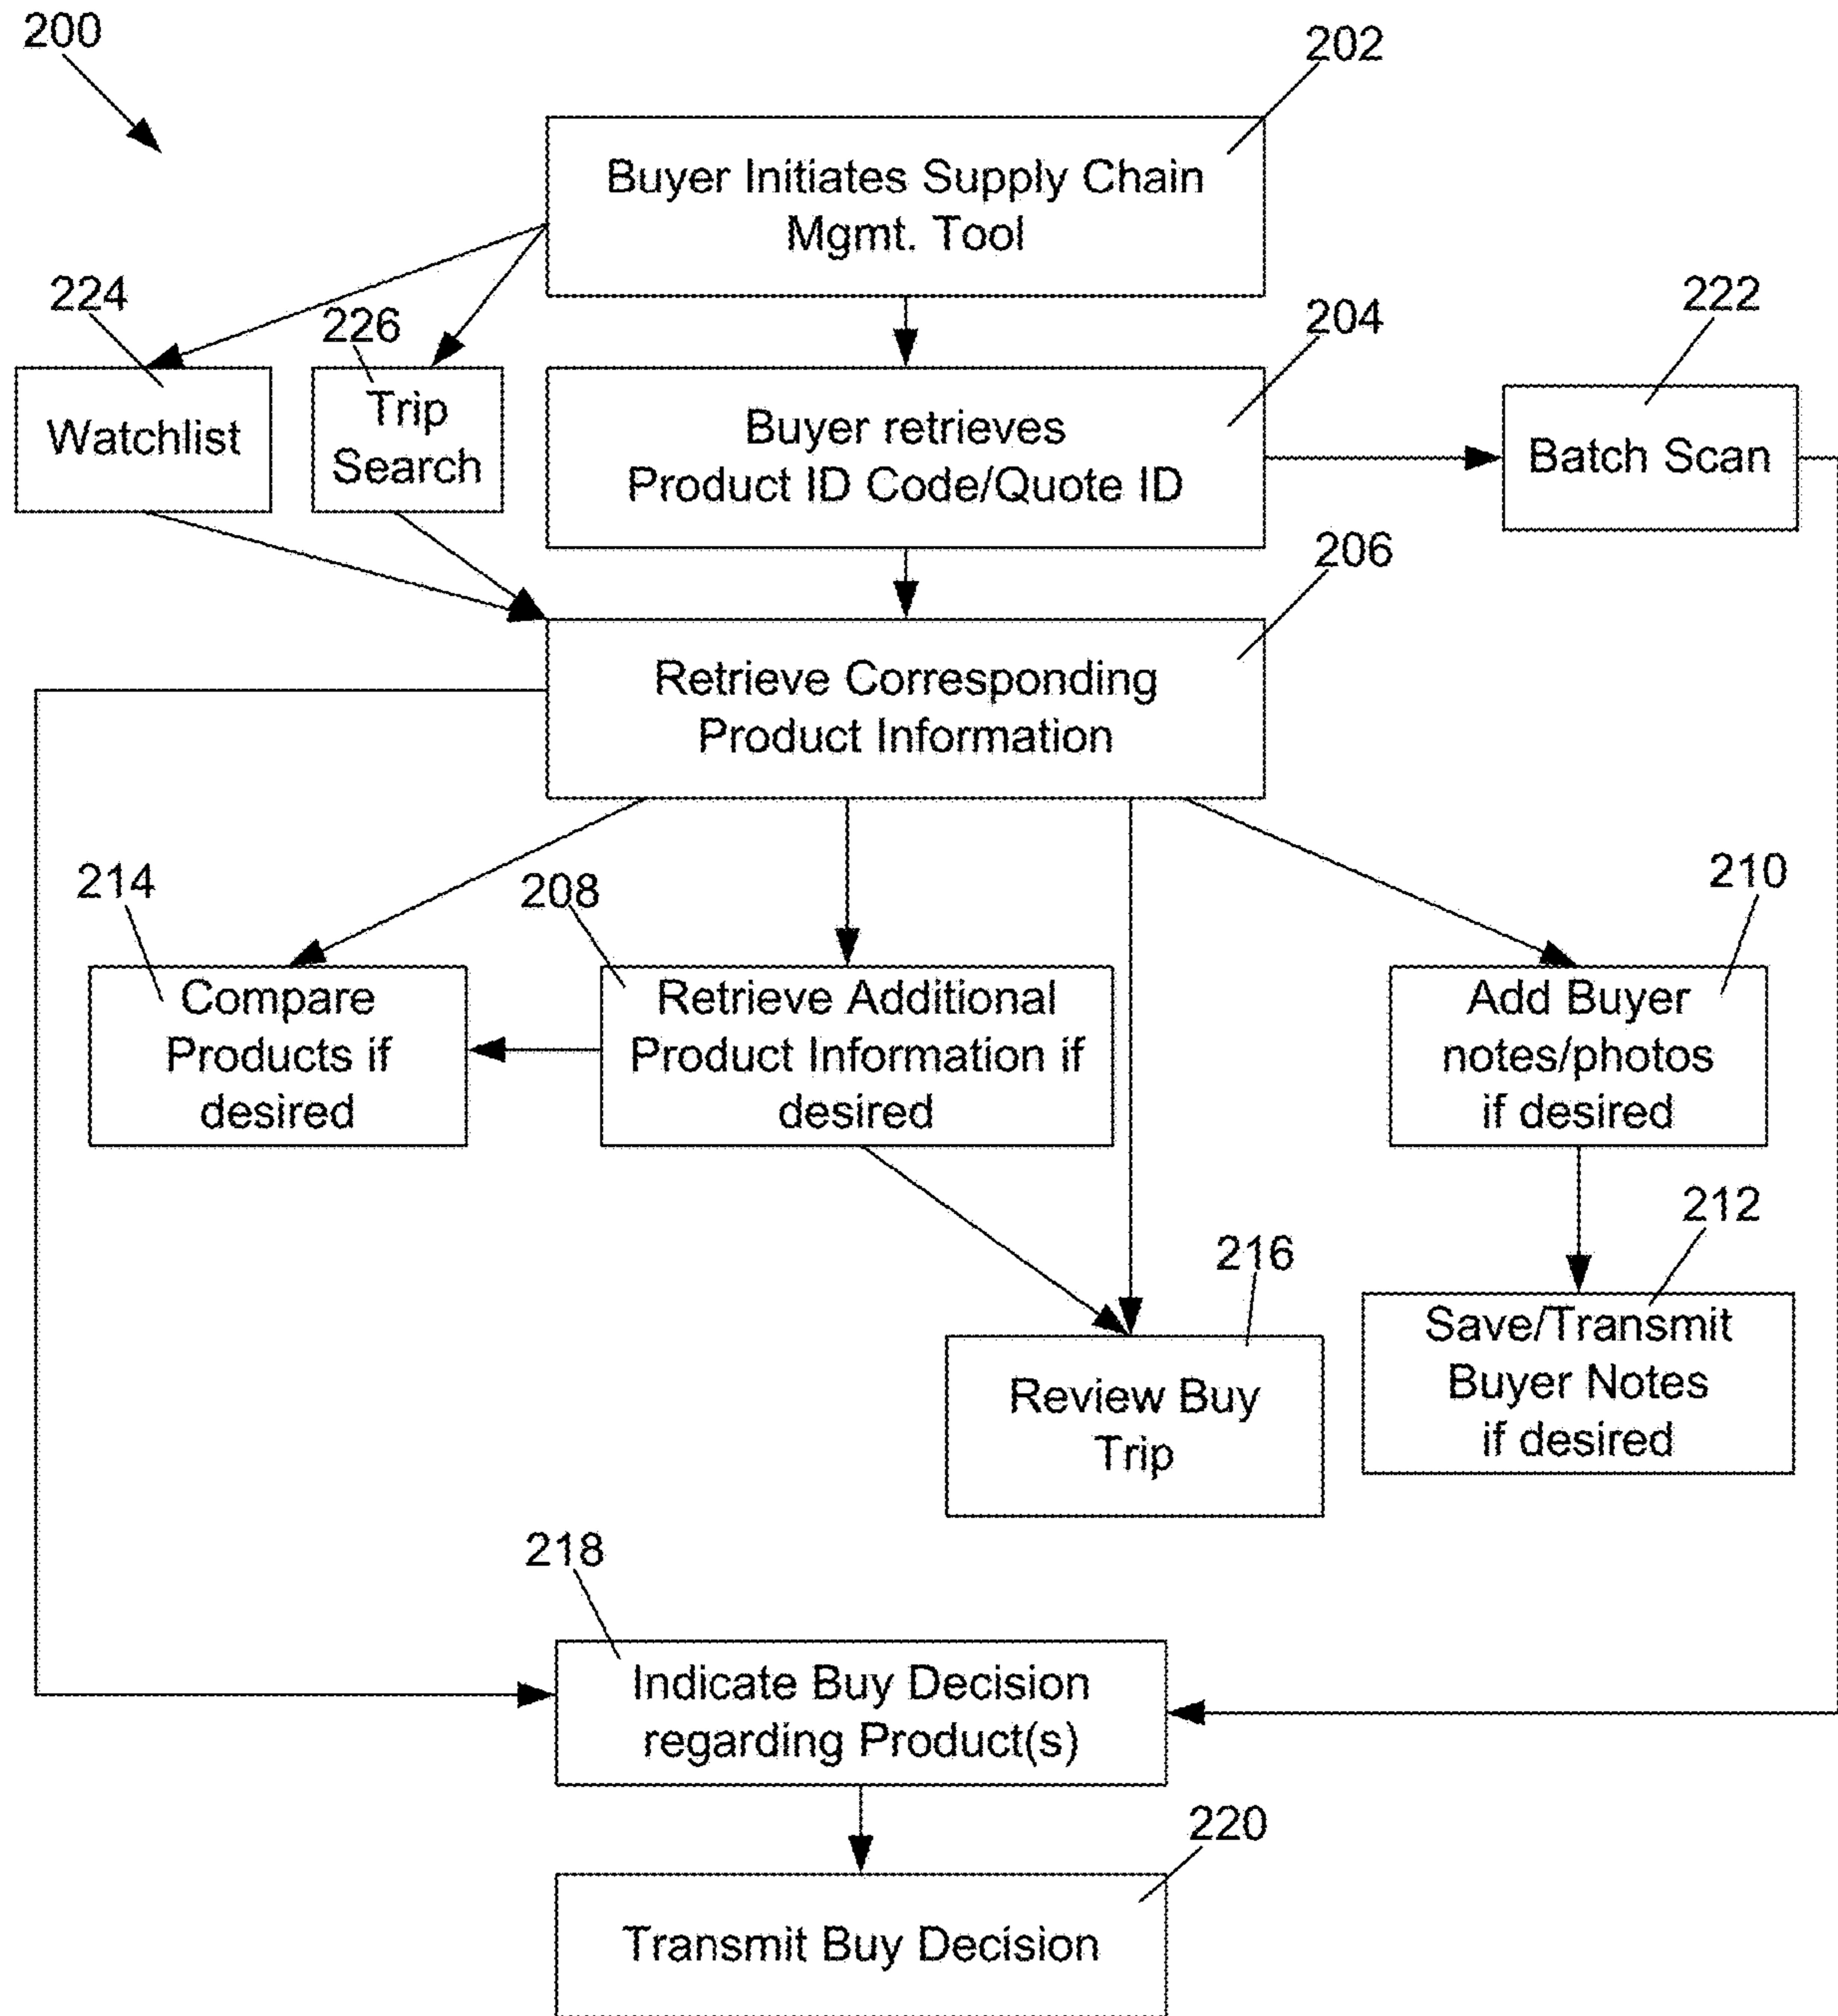 200
202
Buyer Initiates Supply Chain
Mgmt. Tool
224
226
204
222
Watchlist
Trip
Search
Buyer retrieves
Product ID Code/Quote ID
Batch Scan
206
Retrieve Corresponding
Product Information
214
208
210
Compare
Products if
desired
Retrieve Additional
Product Information if
desired
Add Buyer
notes/photos
if desired
212
216
Save/Transmit
Buyer Notes
if desired
Review Buy
Trip
218
Indicate Buy Decision
regarding Product(s)
220
Transmit Buy Decision